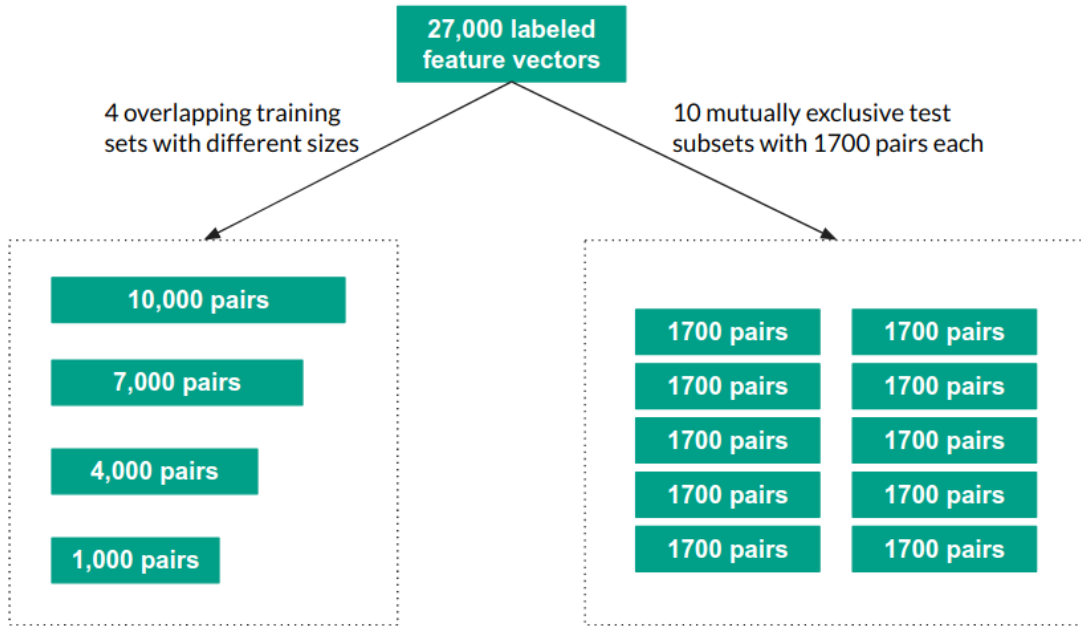 27,000 labeled
feature vectors
4 overlapping training
sets with different sizes
10 mutually exclusive test
subsets with 1700 pairs each
10,000 pairs
7,000 pairs
4,000 pairs
1,000 pairs
1700 pairs 1700 pairs
1700 pairs 1700 pairs
1700 pairs 1700 pairs
1700 pairs 1700 pairs
1700 pairs 1700 pairs